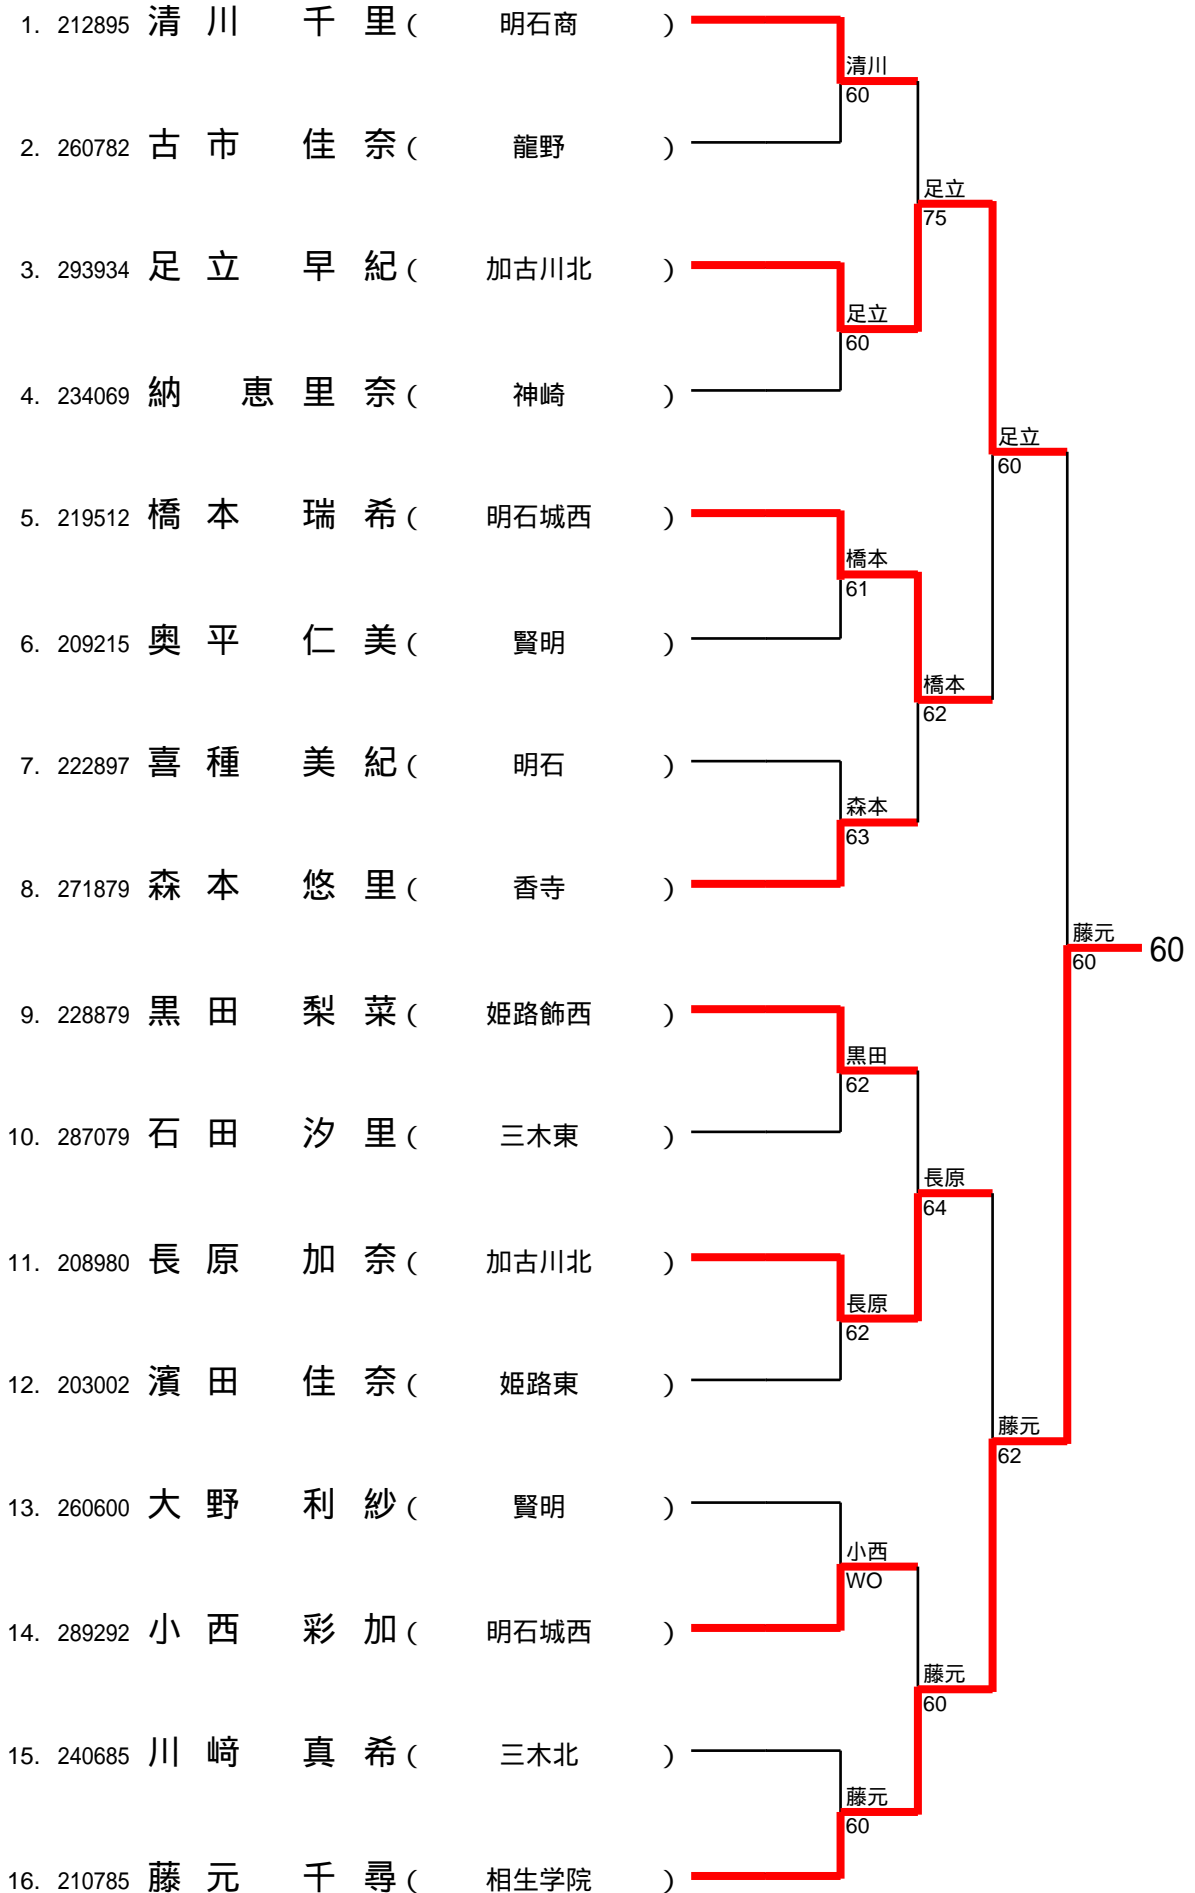 1. 212895 清川 千里 ( 明石商 )
清川
60
2. 260782 古市 佳奈 ( 龍野 )
足立
75
3. 293934 足立 早紀 ( 加古川北 )
足立
60
4. 234069 納 恵里奈 ( 神崎 )
足立
60
5. 219512 橋本 瑞希 ( 明石城西 )
橋本
61
6. 209215 奥平 仁美 ( 賢明 )
橋本
62
7. 222897 喜種 美紀 ( 明石 )
森本
63
8. 271879 森本 悠里 ( 香寺 )
藤元
60 60
9. 228879 黒田 梨菜 ( 姫路飾西 )
黒田
62
10. 287079 石田 汐里 ( 三木東 )
長原
64
11. 208980 長原 加奈 ( 加古川北 )
長原
62
12. 203002 濱田 佳奈 ( 姫路東 )
藤元
62
13. 260600 大野 利紗 ( 賢明 )
小西
WO
14. 289292 小西 彩加 ( 明石城西 )
藤元
60
15. 240685 川﨑 真希 ( 三木北 )
藤元
60
16. 210785 藤元 千尋 ( 相生学院 )